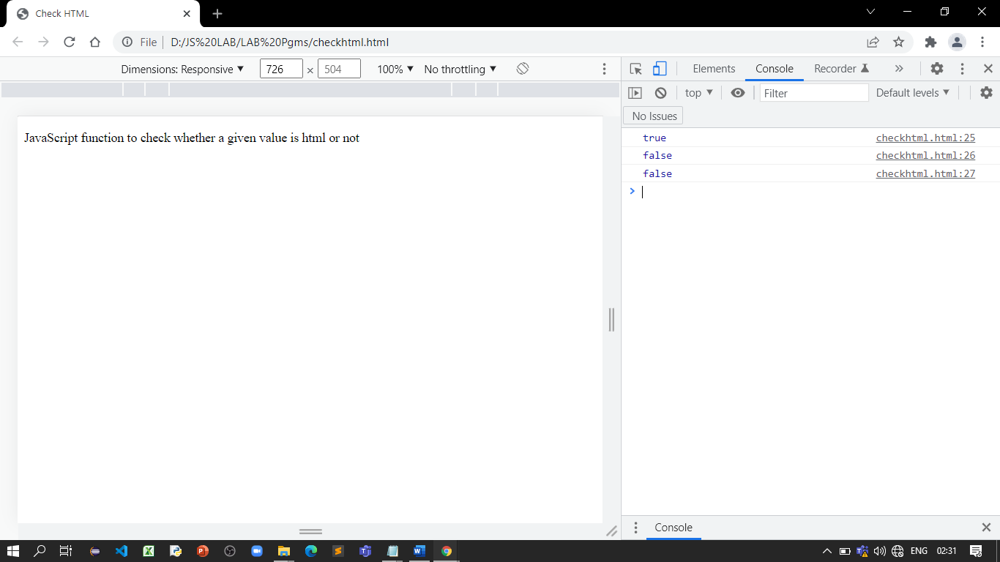 Check HTML
File D:/JS%20LAB/LAB%20Pgms/checkhtml.html
Dimensions: Responsive ▼ 726 × 504 100% ▼ No throttling ▼
Elements Console Recorder »
top ▼ Filter Default levels ▼
No Issues
JavaScript function to check whether a given value is html or not
true checkhtml.html:25
false checkhtml.html:26
false checkhtml.html:27
>
Console
ENG 02:31